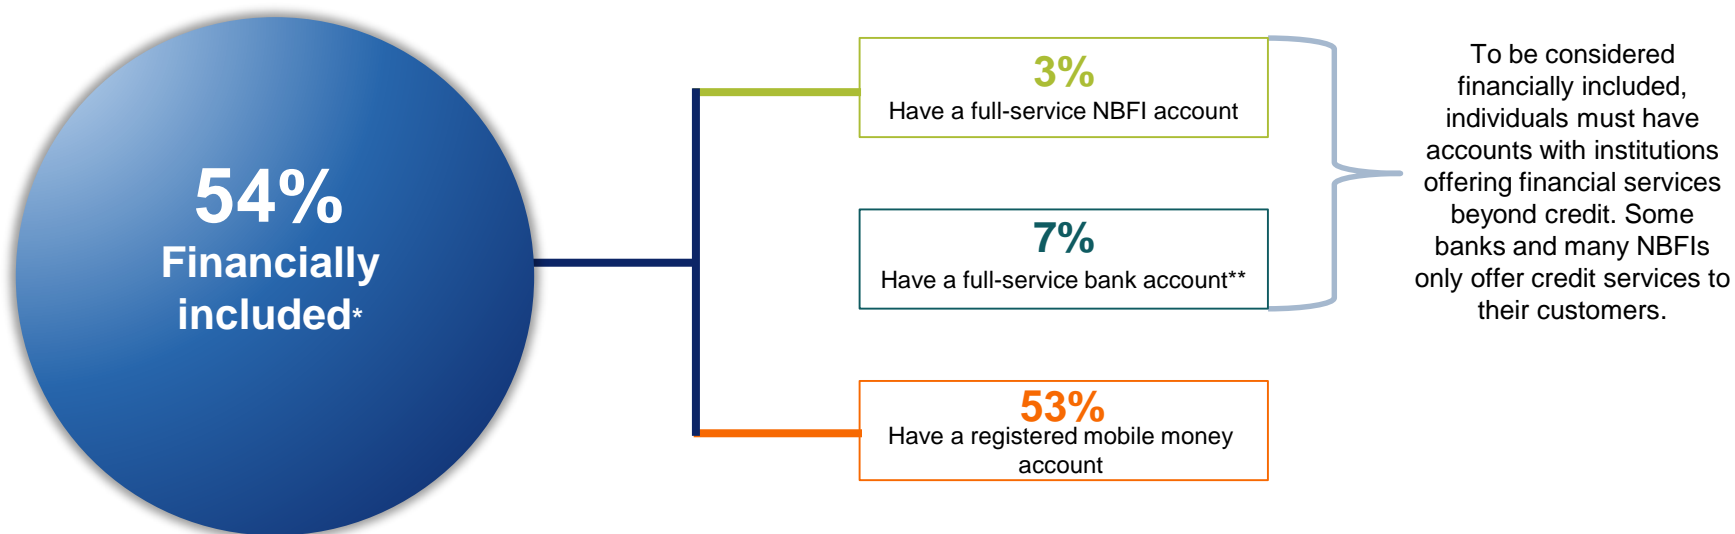 54%
Financially
included*
3%
Have a full-service NBFI account
7%
Have a full-service bank account**
53%
Have a registered mobile money
account
To be considered
financially included,
individuals must have
accounts with institutions
offering financial services
beyond credit. Some
banks and many NBFIs
only offer credit services to
their customers.